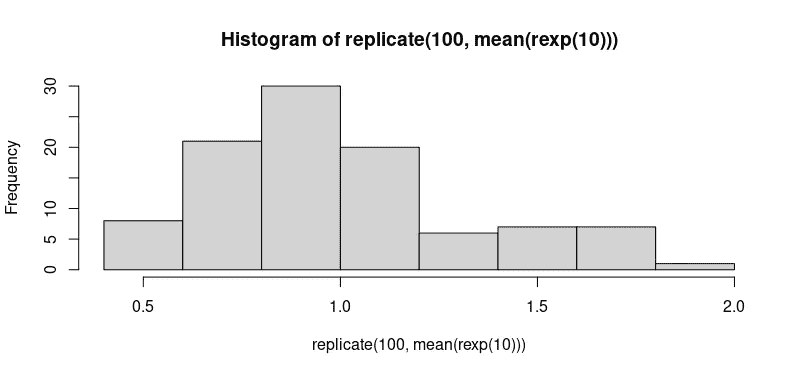 Histogram of replicate(100, mean(rexp(10)))
Frequency
30
20
10
5
0
0.5 1.0 1.5 2.0
replicate(100, mean(rexp(10)))